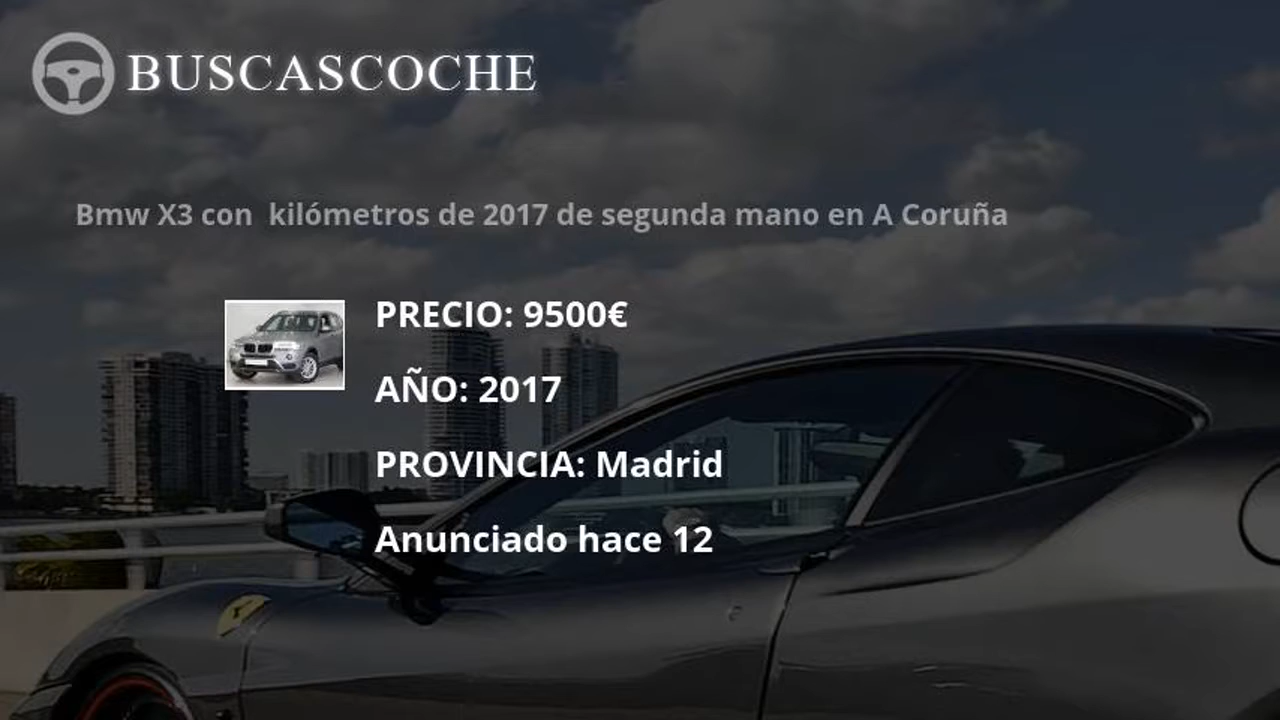 BUSCASCOCHE
Bmw X3 con  kilómetros de 2017 de segunda mano en A Coruña
PRECIO: 9500€
AÑO: 2017
PROVINCIA: Madrid
Anunciado hace 12